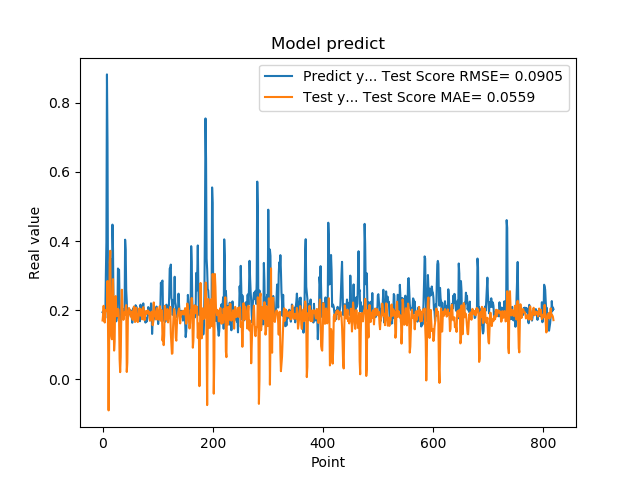 Model predict
Predict y... Test Score RMSE= 0.0905
Test y... Test Score MAE= 0.0559
Real value
0.8
0.6
0.4
0.2
0.0
0 200 400 600 800
Point